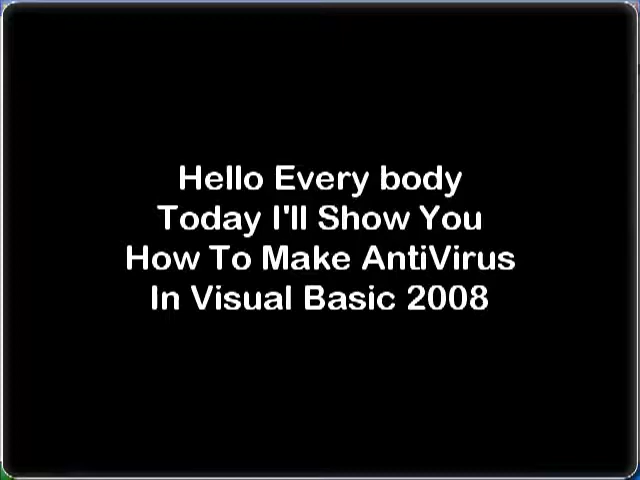 Hello Every body
Today I'll Show You
How To Make AntiVirus
In Visual Basic 2008